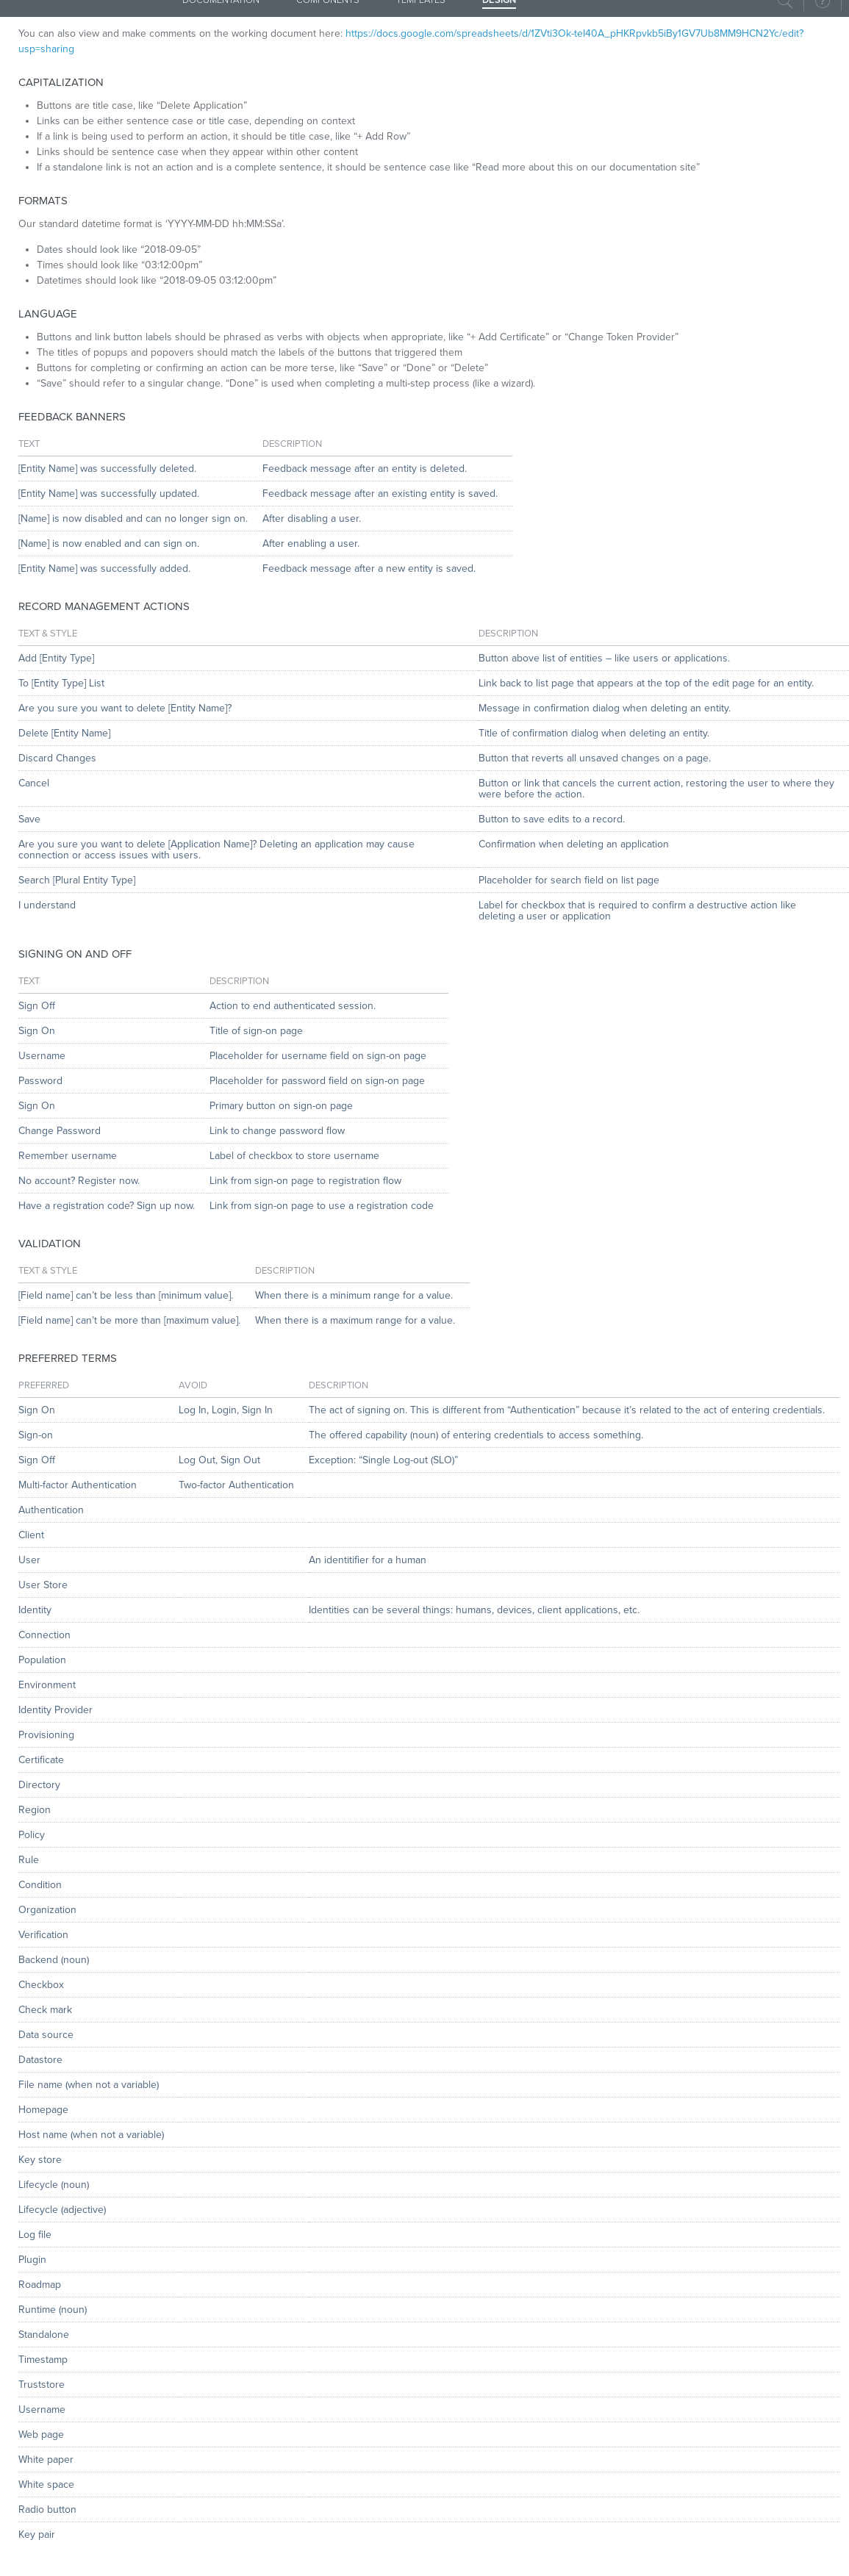 DOCUMENTATION COMPONENTS TEMPLATES DESIGN
You can also view and make comments on the working document here: https://docs.google.com/spreadsheets/d/1ZVti3Ok-tel40A_pHKRpvkb5iBy1GV7Ub8MM9HCN2Yc/edit?
usp=sharing
CAPITALIZATION
• Buttons are title case, like “Delete Application”
• Links can be either sentence case or title case, depending on context
• If a link is being used to perform an action, it should be title case, like “+ Add Row”
• Links should be sentence case when they appear within other content
• If a standalone link is not an action and is a complete sentence, it should be sentence case like “Read more about this on our documentation site”
FORMATS
Our standard datetime format is ‘YYYY-MM-DD hh:MM:SSa’.
• Dates should look like “2018-09-05”
• Times should look like “03:12:00pm”
• Datetimes should look like “2018-09-05 03:12:00pm”
LANGUAGE
• Buttons and link button labels should be phrased as verbs with objects when appropriate, like “+ Add Certificate” or “Change Token Provider”
• The titles of popups and popovers should match the labels of the buttons that triggered them
• Buttons for completing or confirming an action can be more terse, like “Save” or “Done” or “Delete”
• “Save” should refer to a singular change. “Done” is used when completing a multi-step process (like a wizard).
FEEDBACK BANNERS
TEXT DESCRIPTION
[Entity Name] was successfully deleted. Feedback message after an entity is deleted.
[Entity Name] was successfully updated. Feedback message after an existing entity is saved.
[Name] is now disabled and can no longer sign on. After disabling a user.
[Name] is now enabled and can sign on. After enabling a user.
[Entity Name] was successfully added. Feedback message after a new entity is saved.
RECORD MANAGEMENT ACTIONS
TEXT & STYLE DESCRIPTION
Add [Entity Type] Button above list of entities – like users or applications.
To [Entity Type] List Link back to list page that appears at the top of the edit page for an entity.
Are you sure you want to delete [Entity Name]? Message in confirmation dialog when deleting an entity.
Delete [Entity Name] Title of confirmation dialog when deleting an entity.
Discard Changes Button that reverts all unsaved changes on a page.
Cancel Button or link that cancels the current action, restoring the user to where they
were before the action.
Save Button to save edits to a record.
Are you sure you want to delete [Application Name]? Deleting an application may cause Confirmation when deleting an application
connection or access issues with users.
Search [Plural Entity Type] Placeholder for search field on list page
I understand Label for checkbox that is required to confirm a destructive action like
deleting a user or application
SIGNING ON AND OFF
TEXT DESCRIPTION
Sign Off Action to end authenticated session.
Sign On Title of sign-on page
Username Placeholder for username field on sign-on page
Password Placeholder for password field on sign-on page
Sign On Primary button on sign-on page
Change Password Link to change password flow
Remember username Label of checkbox to store username
No account? Register now. Link from sign-on page to registration flow
Have a registration code? Sign up now. Link from sign-on page to use a registration code
VALIDATION
TEXT & STYLE DESCRIPTION
[Field name] can’t be less than [minimum value]. When there is a minimum range for a value.
[Field name] can’t be more than [maximum value]. When there is a maximum range for a value.
PREFERRED TERMS
PREFERRED AVOID DESCRIPTION
Sign On Log In, Login, Sign In The act of signing on. This is different from “Authentication” because it’s related to the act of entering credentials.
Sign-on The offered capability (noun) of entering credentials to access something.
Sign Off Log Out, Sign Out Exception: “Single Log-out (SLO)”
Multi-factor Authentication Two-factor Authentication
Authentication
Client
User An identitifier for a human
User Store
Identity Identities can be several things: humans, devices, client applications, etc.
Connection
Population
Environment
Identity Provider
Provisioning
Certificate
Directory
Region
Policy
Rule
Condition
Organization
Verification
Backend (noun)
Checkbox
Check mark
Data source
Datastore
File name (when not a variable)
Homepage
Host name (when not a variable)
Key store
Lifecycle (noun)
Lifecycle (adjective)
Log file
Plugin
Roadmap
Runtime (noun)
Standalone
Timestamp
Truststore
Username
Web page
White paper
White space
Radio button
Key pair